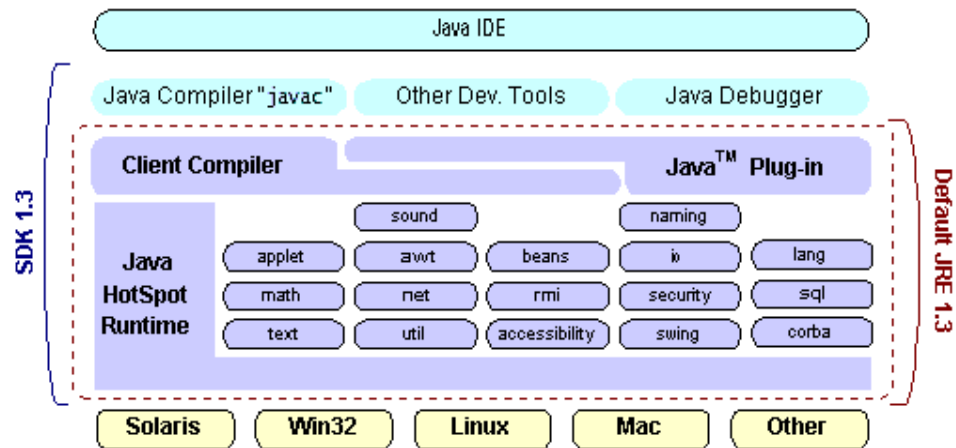 Java IDE
Java Compiler "javac"
Other Dev. Tools
Java Debugger
Client Compiler
Java™ Plug-in
sound
naming
applet
awt
beans
io
lang
math
net
rmi
security
sql
text
util
accessibility
swing
corba
Java
HotSpot
Runtime
SDK 1.3
Default JRE 1.3
Solaris
Win32
Linux
Mac
Other